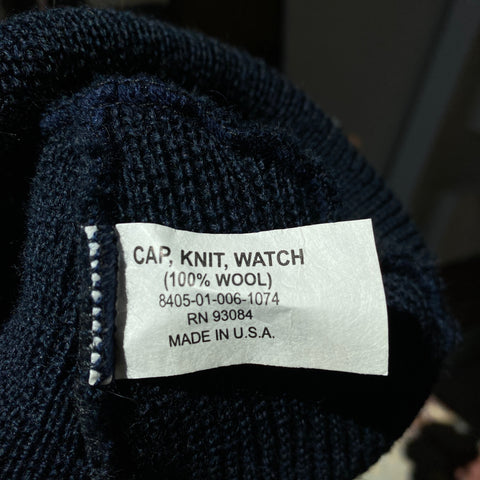 CAP, KNIT, WATCH
(100% WOOL)
8405-01-006-1074
RN 93084
MADE IN U.S.A.